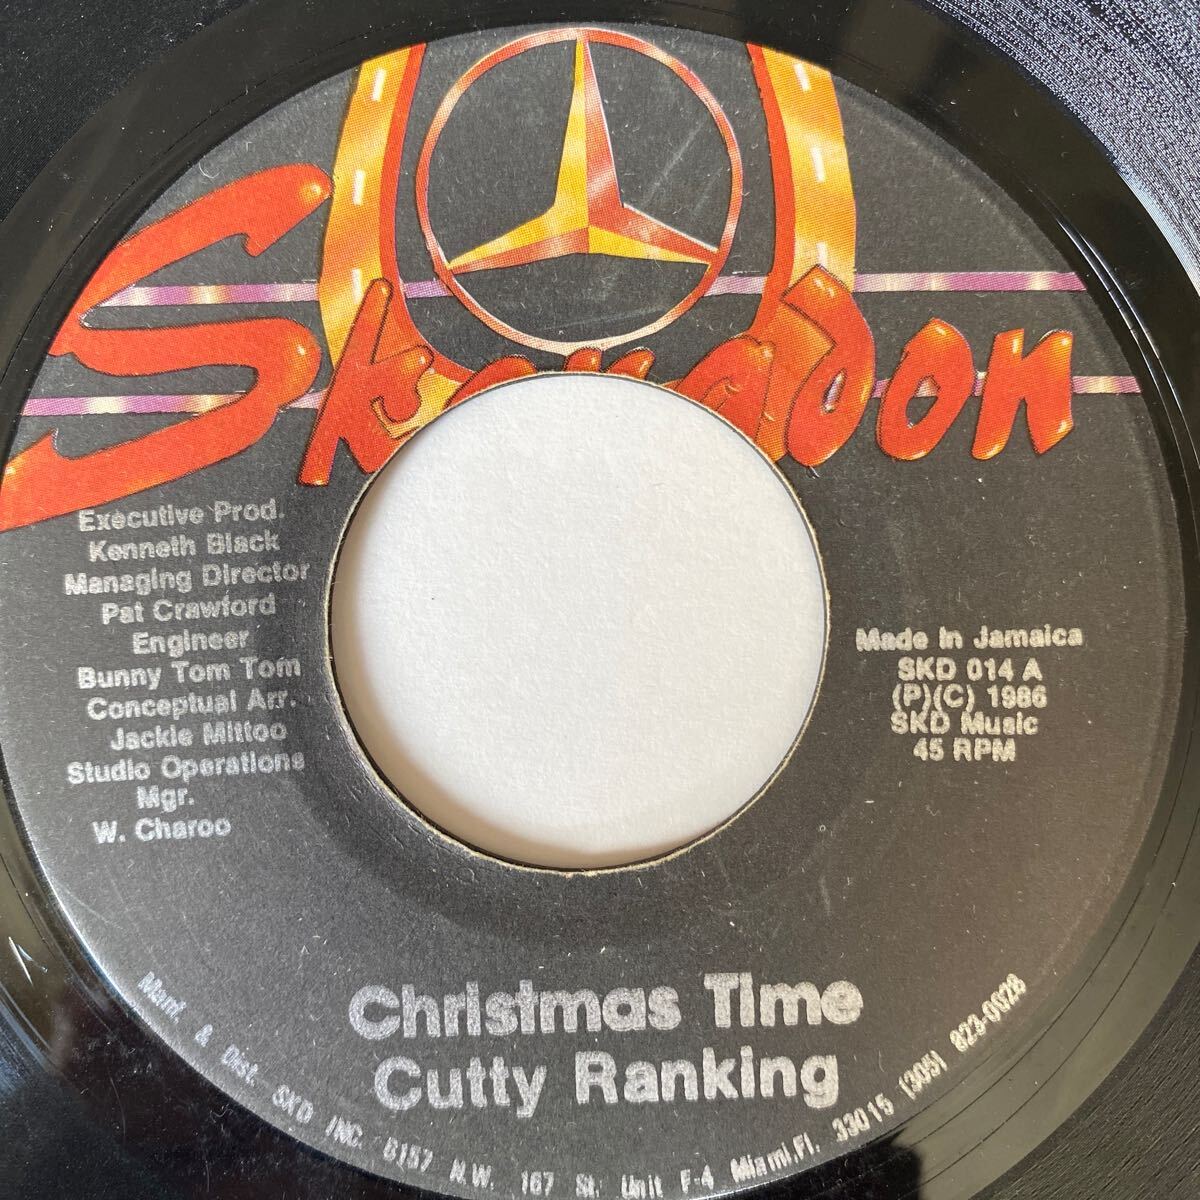 Skengdon
Executive Prod.
Kenneth Black
Managing Director
Pat Crawford
Engineer
Bunny Tom Tom
Conceptual Arr.
Jackie Mittoo
Studio Operations
Mgr.
W. Charoo
Made In Jamaica
SKD 014 A
(P)(C) 1986
SKD Music
45 RPM
Christmas Time
Cutty Ranking
Manf. & Dist. SKD INC. 6157 N.W. 167 St. Unit F-4 Miami, Fl. 33015 (305) 823-0028